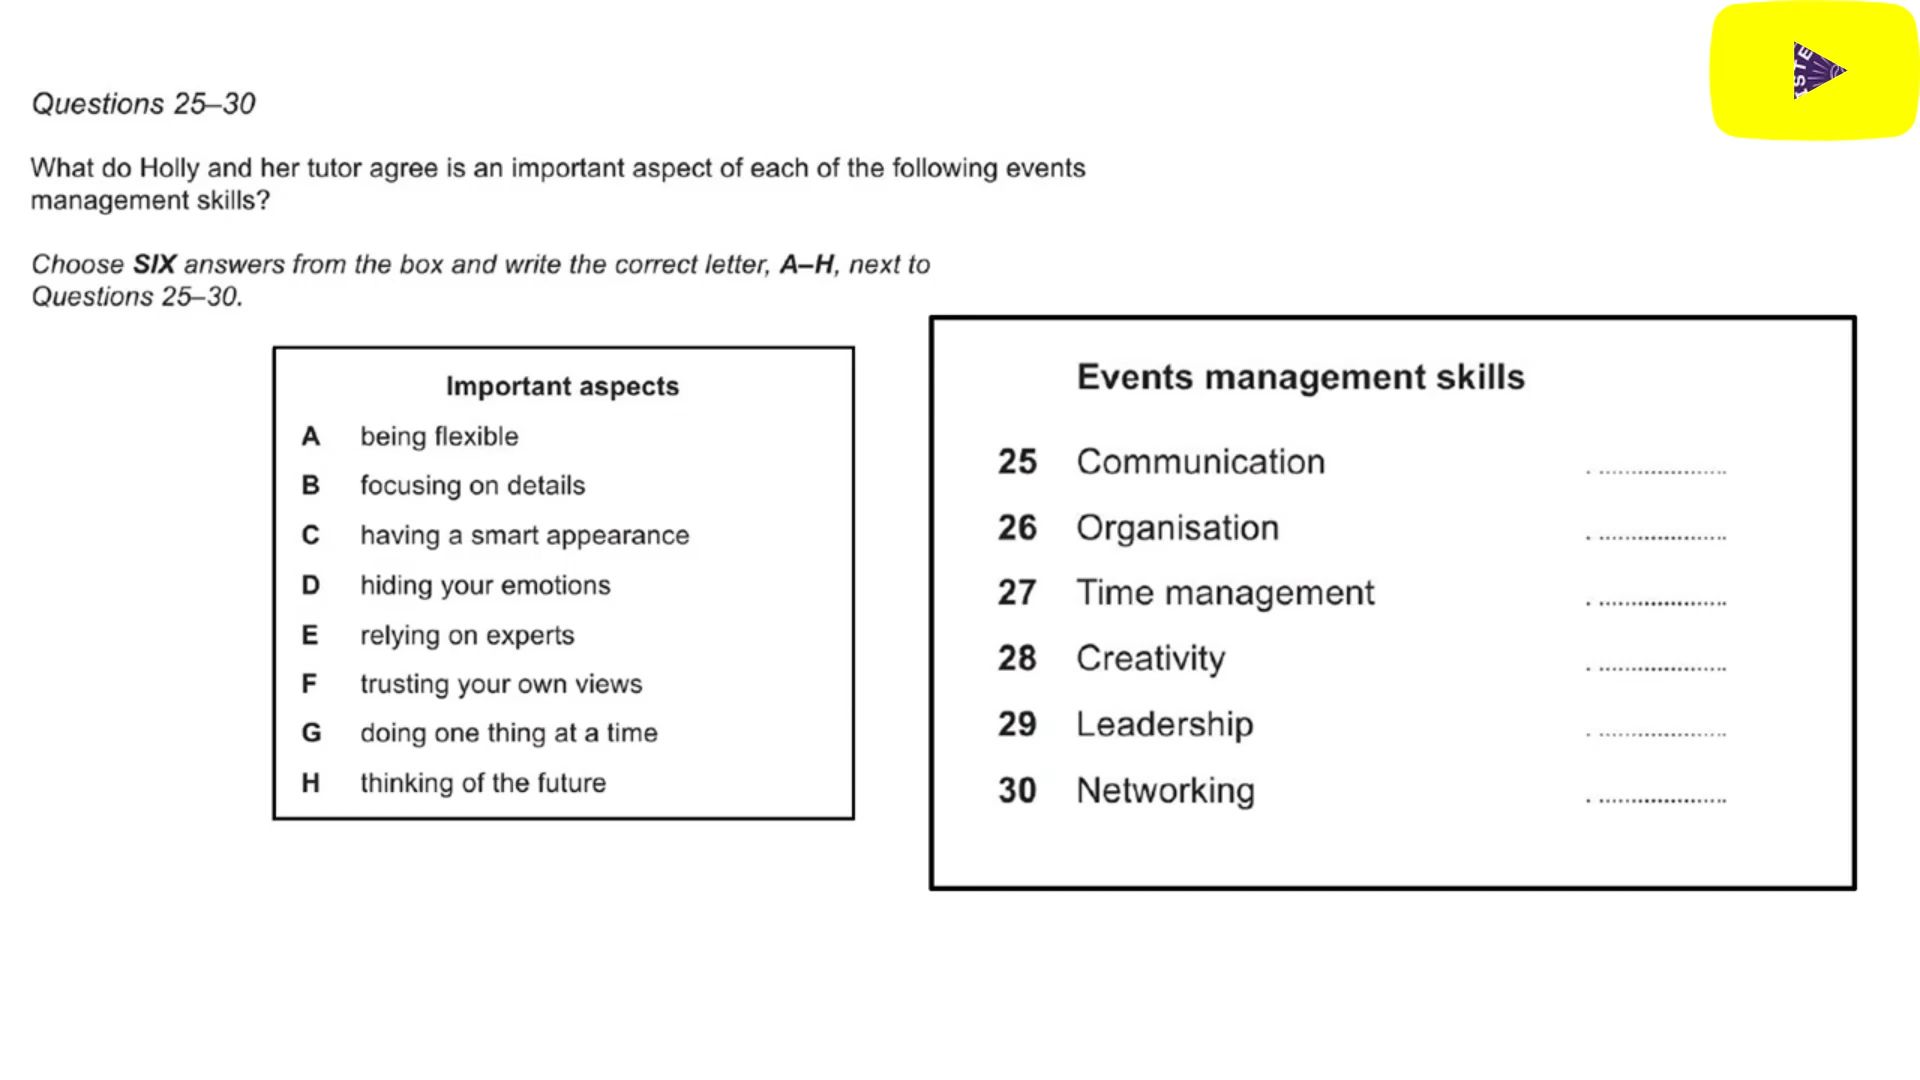 STE
Questions 25–30
What do Holly and her tutor agree is an important aspect of each of the following events
management skills?
Choose SIX answers from the box and write the correct letter, A–H, next to
Questions 25–30.
Important aspects
A being flexible
B focusing on details
C having a smart appearance
D hiding your emotions
E relying on experts
F trusting your own views
G doing one thing at a time
H thinking of the future
Events management skills
25 Communication . ....................
26 Organisation . ....................
27 Time management . ....................
28 Creativity . ....................
29 Leadership . ....................
30 Networking . ....................